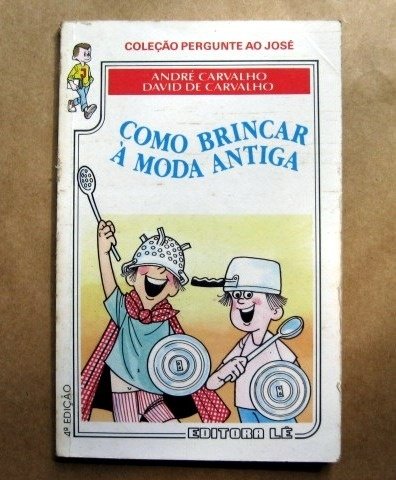 COLEÇÃO PERGUNTE AO JOSÉ
ANDRÉ CARVALHO
DAVID DE CARVALHO
COMO BRINCAR
À MODA ANTIGA
4ª EDIÇÃO
EDITORA LÊ